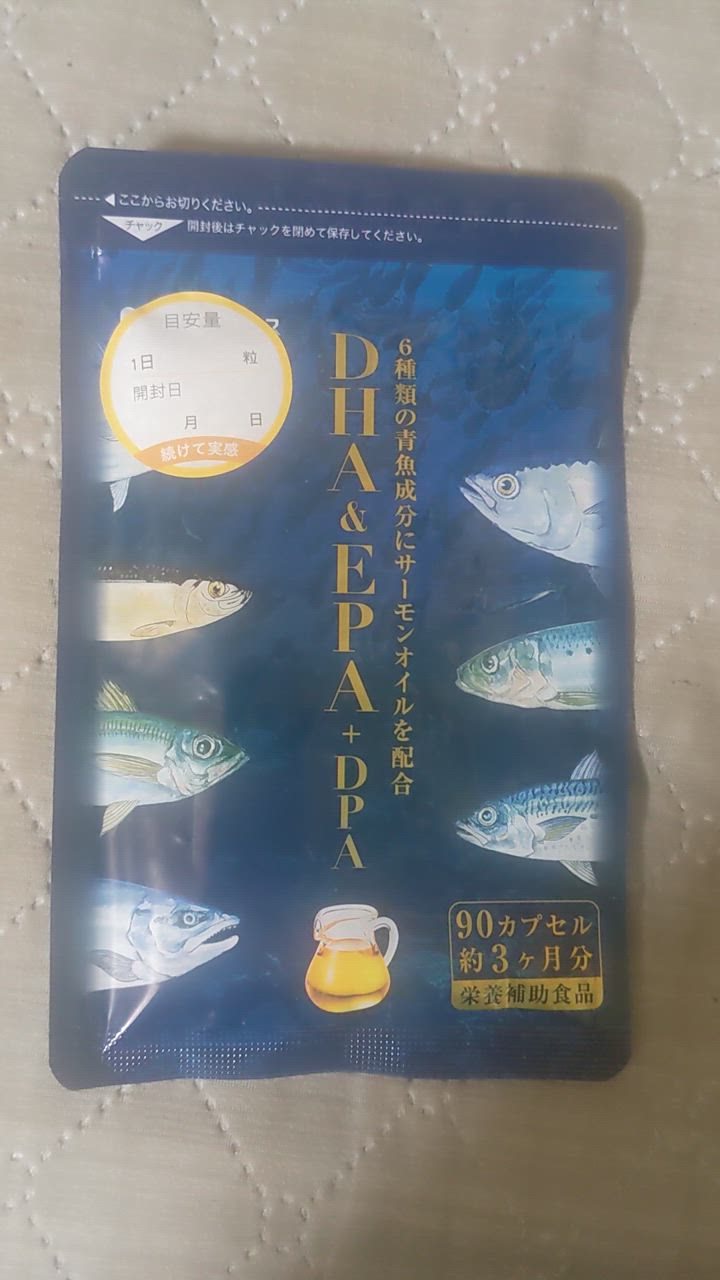 ここからお切りください。
チャック
開封後はチャックを閉めて保存してください。
目安量
1日 粒
開封日
月 日
続けて実感
6種類の青魚成分にサーモンオイルを配合
DHA&EPA+DPA
90カプセル
約3ヶ月分
栄養補助食品